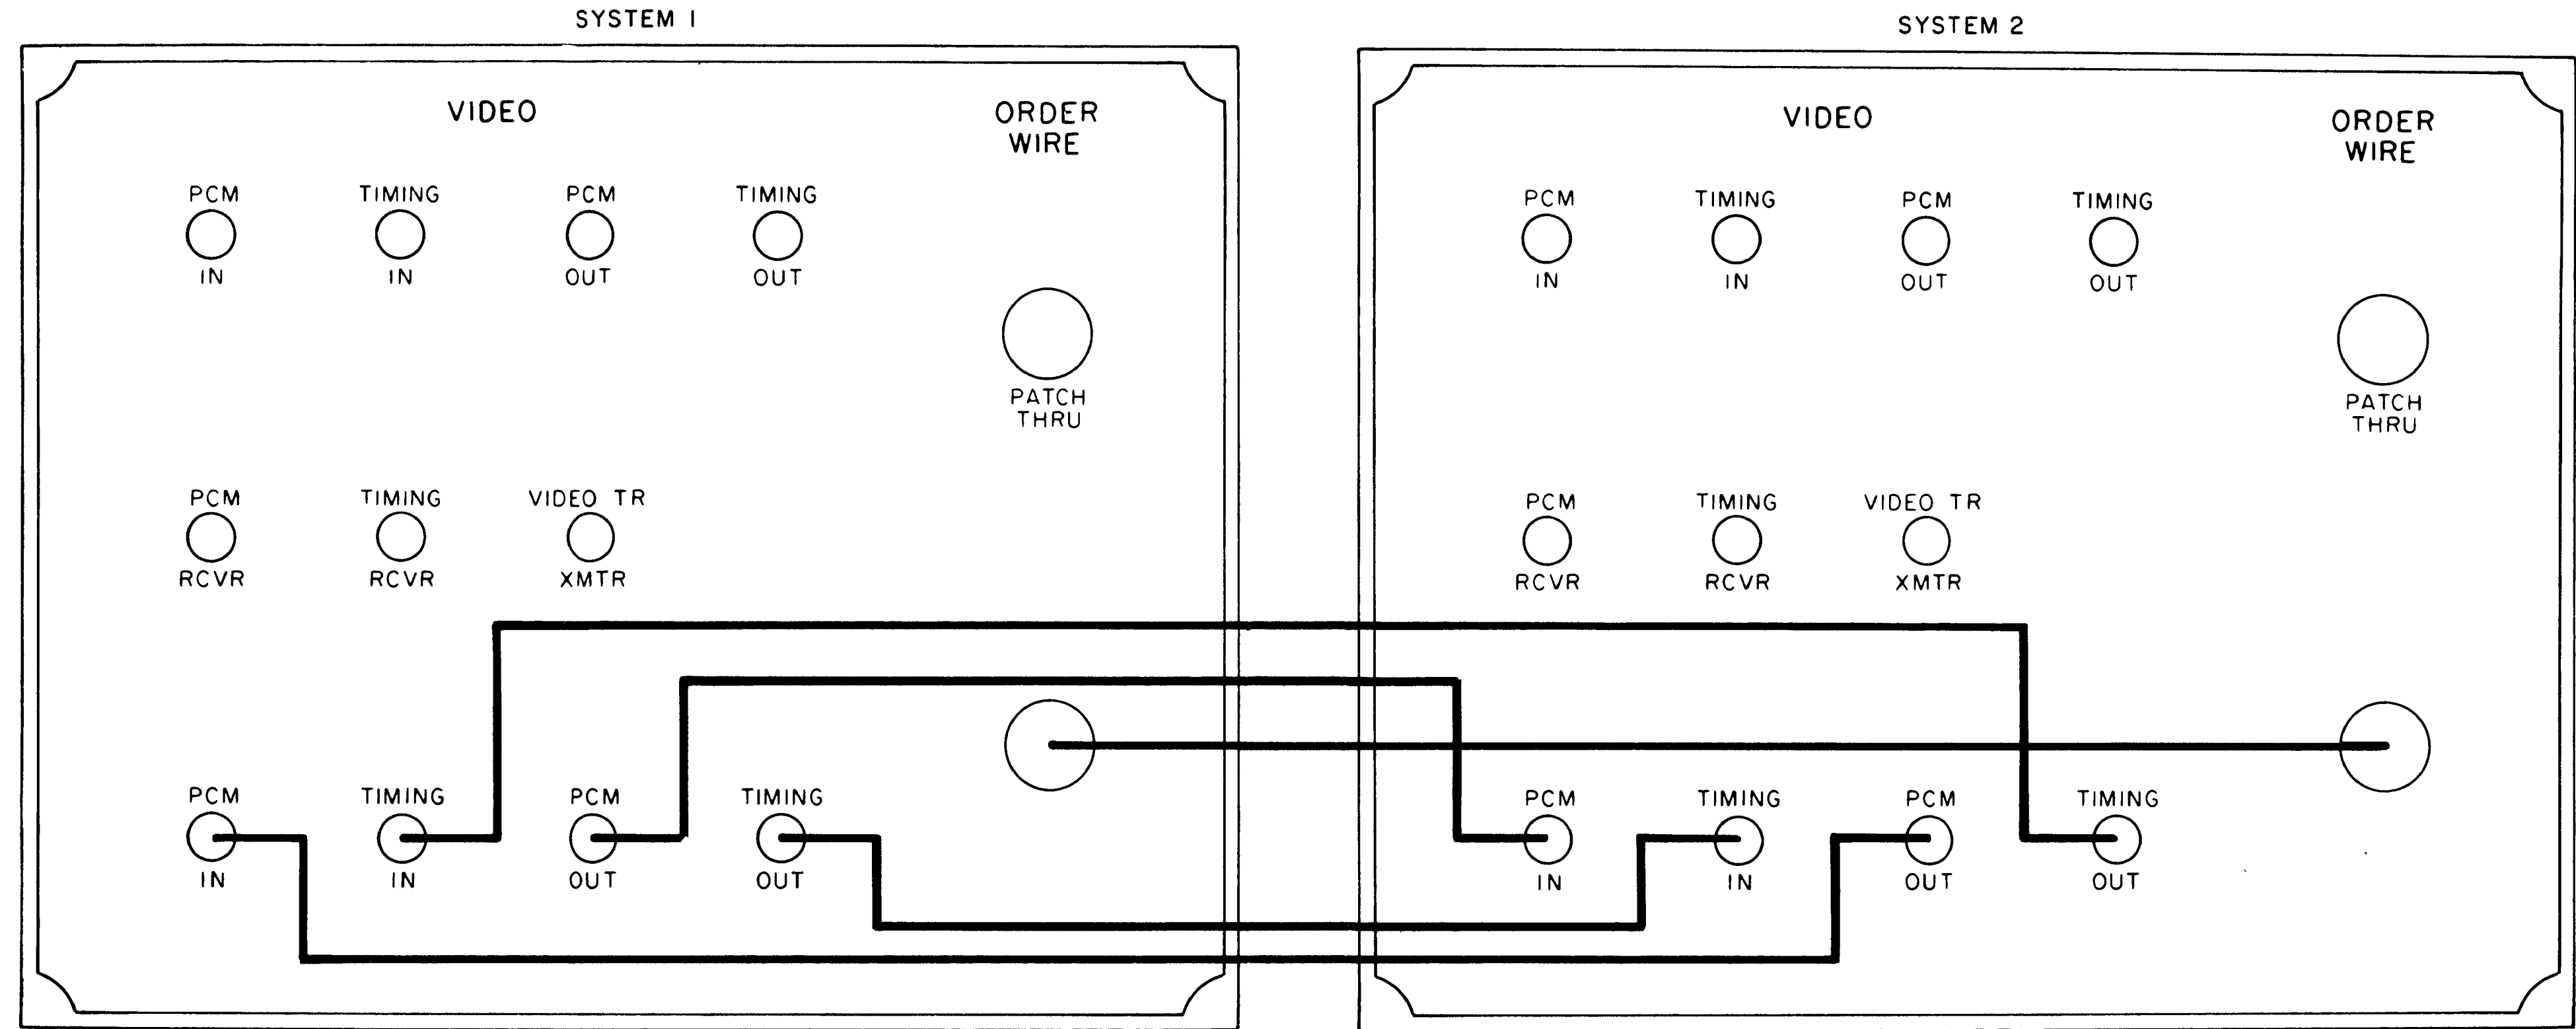 SYSTEM 1
VIDEO
ORDER
WIRE
PCM TIMING PCM TIMING
IN IN OUT OUT
PATCH
THRU
PCM TIMING VIDEO TR
RCVR RCVR XMTR
PCM TIMING PCM TIMING
IN IN OUT OUT
SYSTEM 2
VIDEO
ORDER
WIRE
PCM TIMING PCM TIMING
IN IN OUT OUT
PATCH
THRU
PCM TIMING VIDEO TR
RCVR RCVR XMTR
PCM TIMING PCM TIMING
IN IN OUT OUT